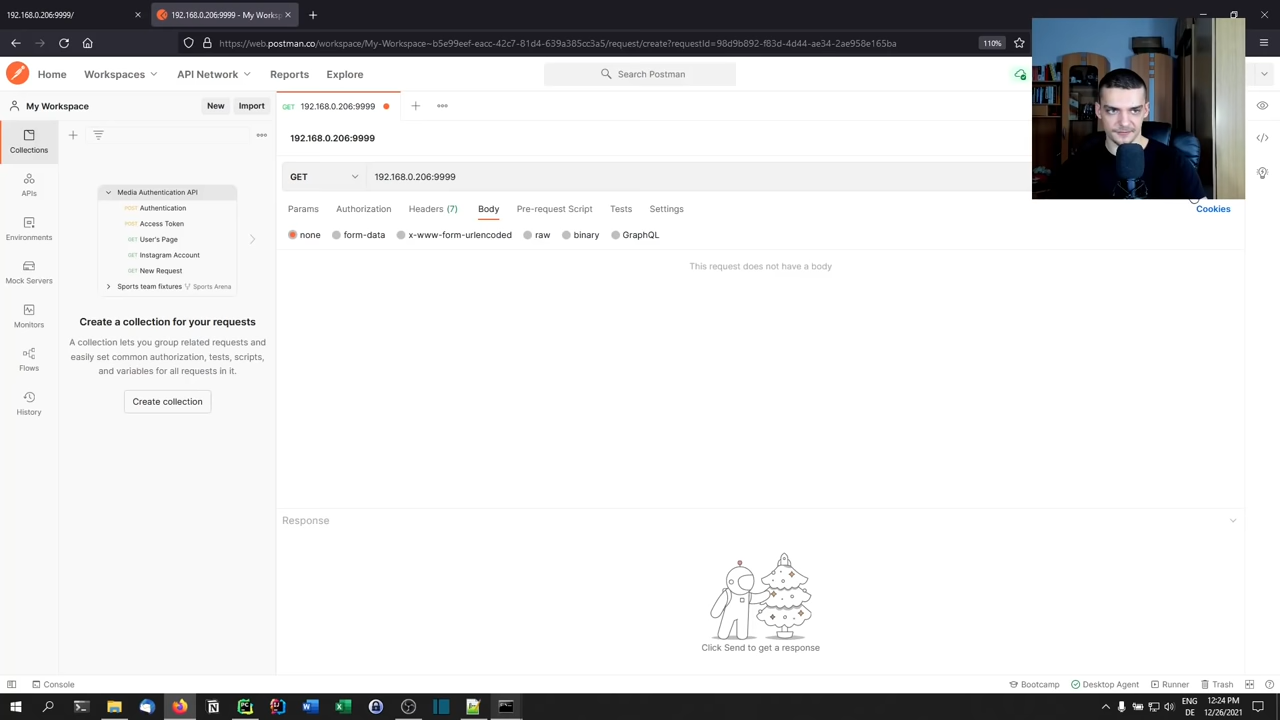 192.168.0.206:9999/
192.168.0.206:9999 - My Works
https://web.postman.co/workspace/My-Workspace~be99eef-eacc-42cf-81d4-639a385cc3a5/request/create?requestId=98d9b892-f83d-4d44-ae34-2ae958e165ba
110%
Home
Workspaces
API Network
Reports
Explore
Search Postman
My Workspace
New
Import
GET 192.168.0.206:9999
192.168.0.206:9999
GET
192.168.0.206:9999
Params
Authorization
Headers (7)
Body
Pre-request Script
Tests
Settings
Cookies
none
form-data
x-www-form-urlencoded
raw
binary
GraphQL
This request does not have a body
Collections
APIs
Environments
Mock Servers
Monitors
Flows
History
Media Authentication API
POST Authentication
POST Access Token
GET User's Page
GET Instagram Account
GET New Request
Sports team fixtures
Sports Arena
Create a collection for your requests
A collection lets you group related requests and
easily set common authorization, tests, scripts,
and variables for all requests in it.
Create collection
Response
Click Send to get a response
Console
Bootcamp
Desktop Agent
Runner
Trash
12:24 PM
DE
12/26/2021